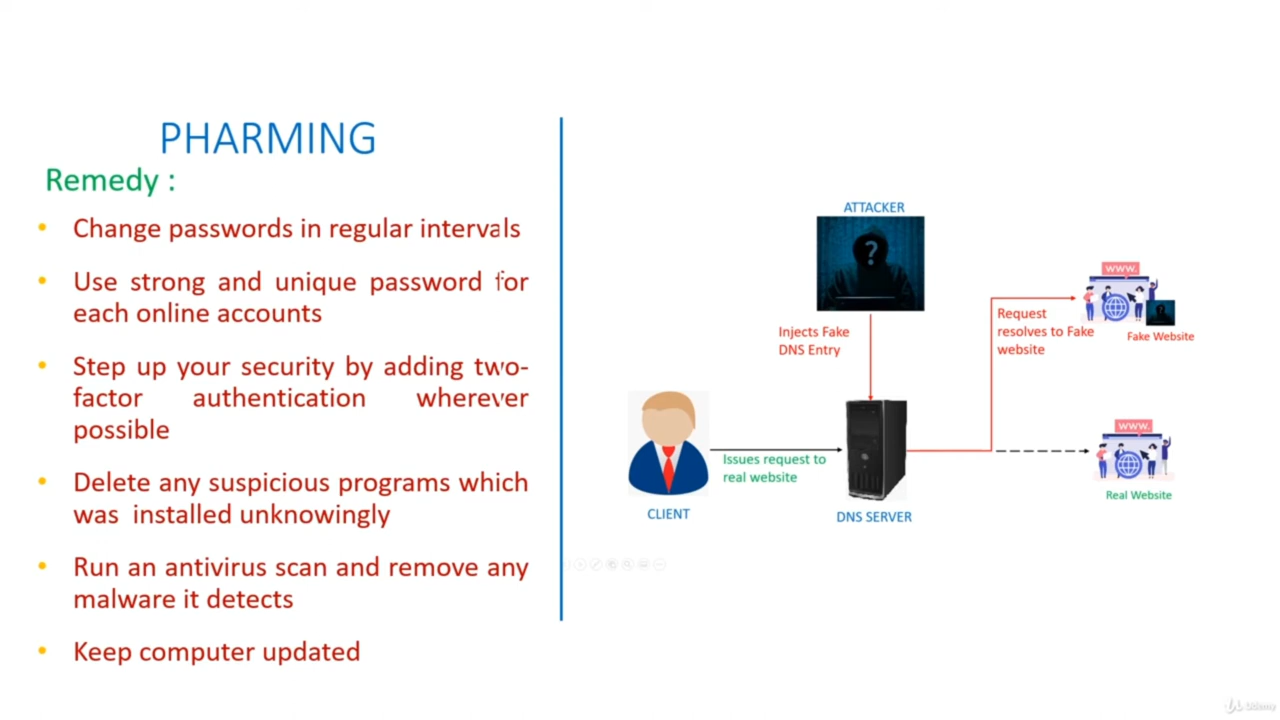 PHARMING
Remedy :
• Change passwords in regular intervals
• Use strong and unique password for
each online accounts
• Step up your security by adding two-
factor authentication wherever
possible
• Delete any suspicious programs which
was installed unknowingly
• Run an antivirus scan and remove any
malware it detects
• Keep computer updated
ATTACKER
?
Injects Fake
DNS Entry
CLIENT
Issues request to
real website
DNS SERVER
Request
resolves to Fake
website
www.
Fake Website
www.
Real Website
Udemy